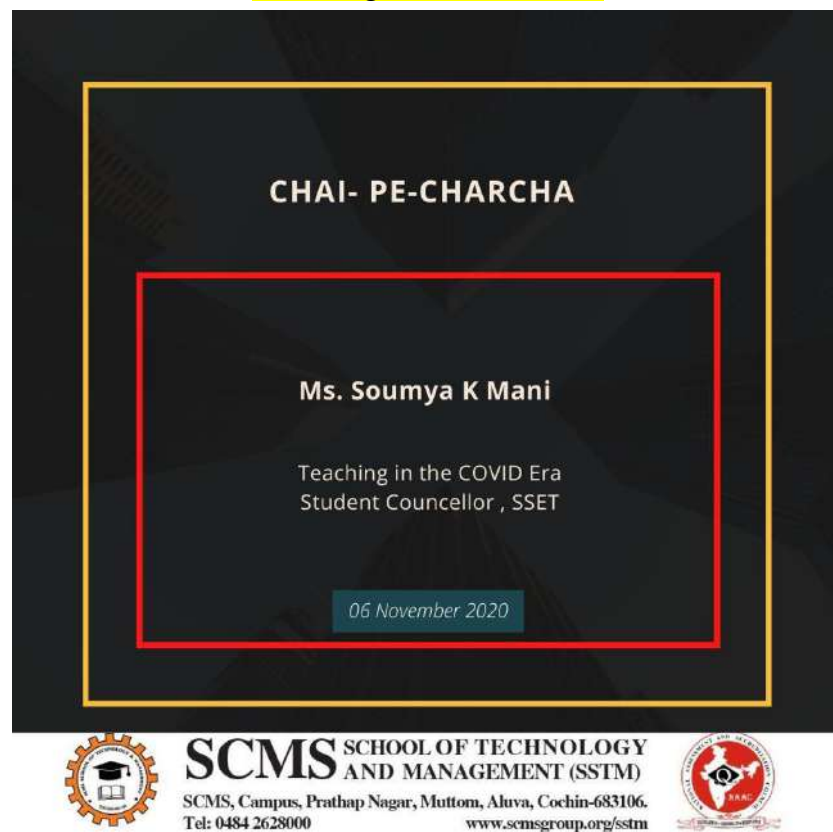 CHAI- PE-CHARCHA
Ms. Soumya K Mani
Teaching in the COVID Era
Student Councellor , SSET
06 November 2020
SCMS SCHOOL OF TECHNOLOGY
AND MANAGEMENT (SSTM)
SCMS, Campus, Prathap Nagar, Muttom, Aluva, Cochin-683106.
Tel: 0484 2628000 www.scmsgroup.org/sstm
NAAC